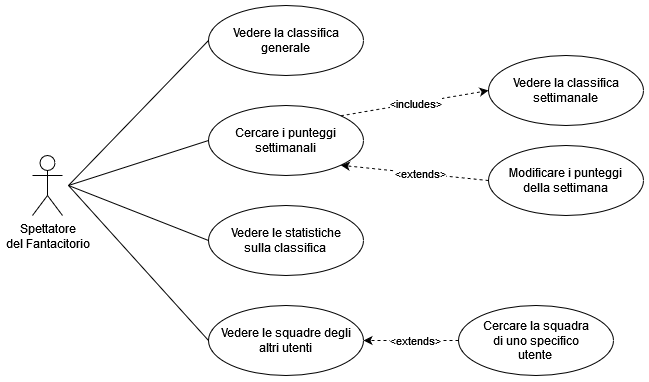 Vedere la classifica
generale
Vedere la classifica
settimanale
<includes>
Cercare i punteggi
settimanali
<extends>
Modificare i punteggi
della settimana
Spettatore
del Fantacitorio
Vedere le statistiche
sulla classifica
Vedere le squadre degli
altri utenti
<extends>
Cercare la squadra
di uno specifico
utente